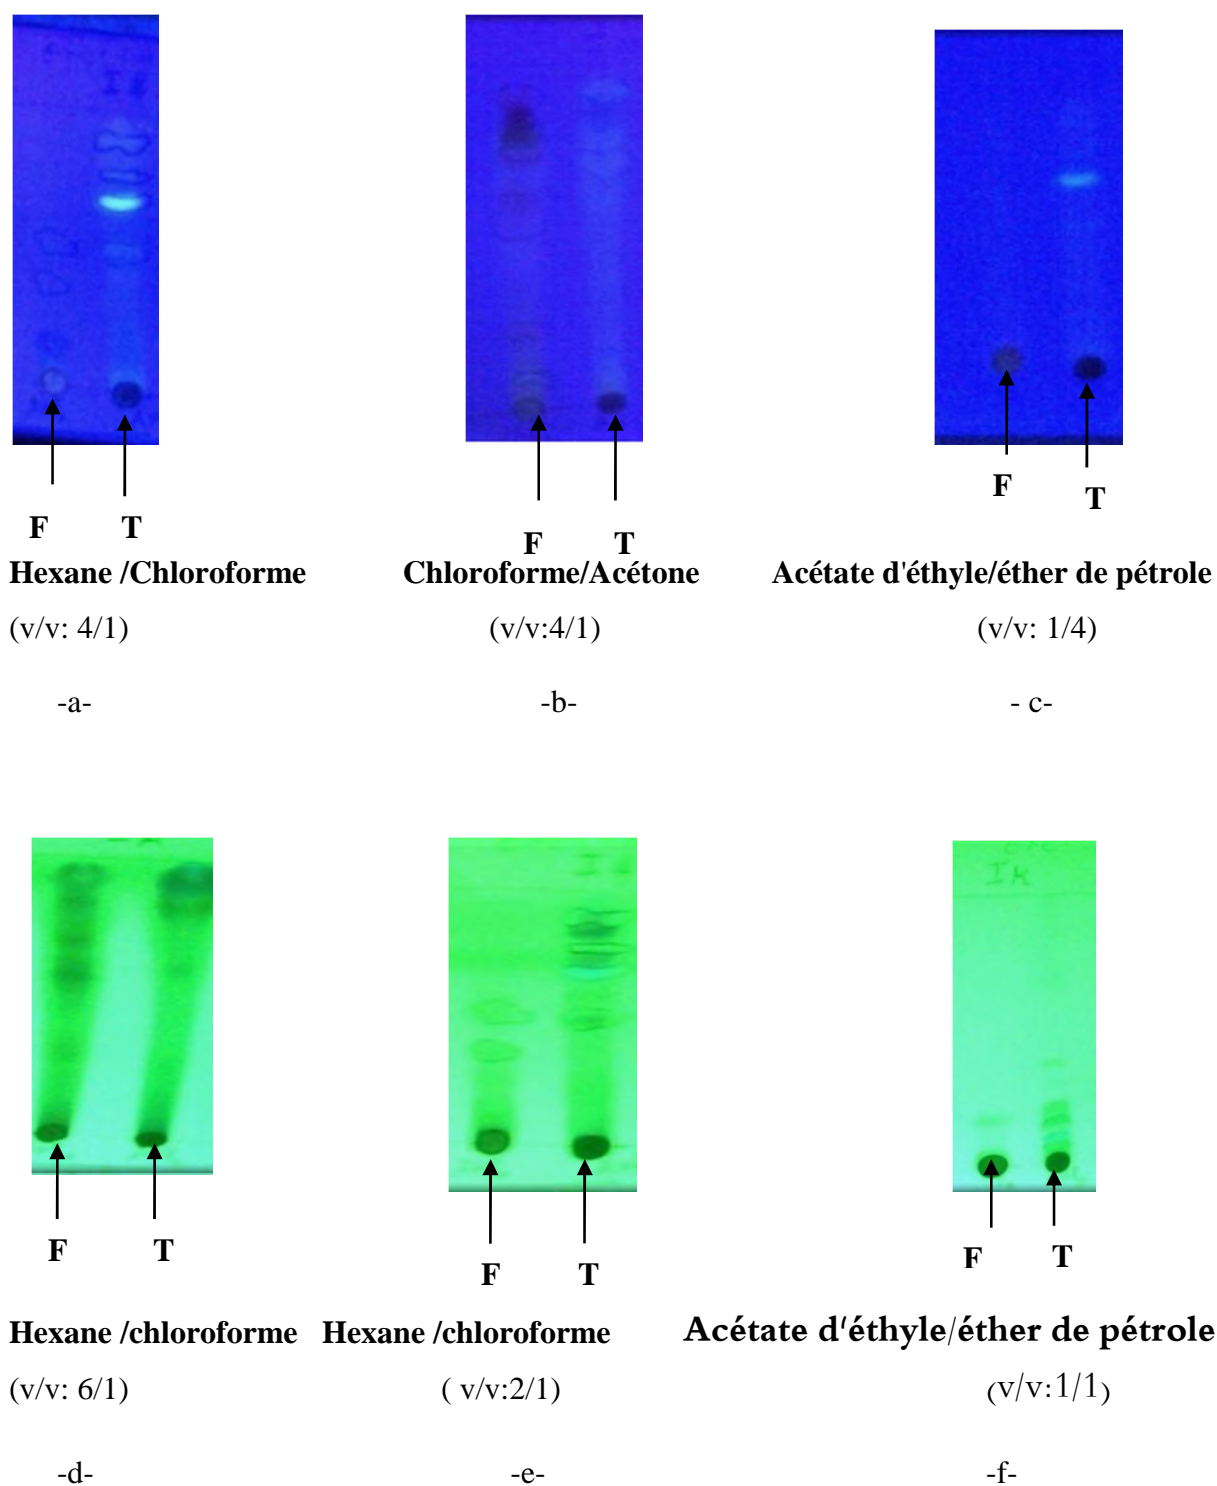 F T
F T
F
T
Hexane /Chloroforme Chloroforme/Acétone Acétate d'éthyle/éther de pétrole
(v/v: 4/1) (v/v:4/1) (v/v: 1/4)
-a- -b- - c-
I K
F T
F T
F T
Hexane /chloroforme Hexane /chloroforme Acétate d'éthyle/éther de pétrole
(v/v: 6/1) ( v/v:2/1) (v/v:1/1)
-d- -e- -f-